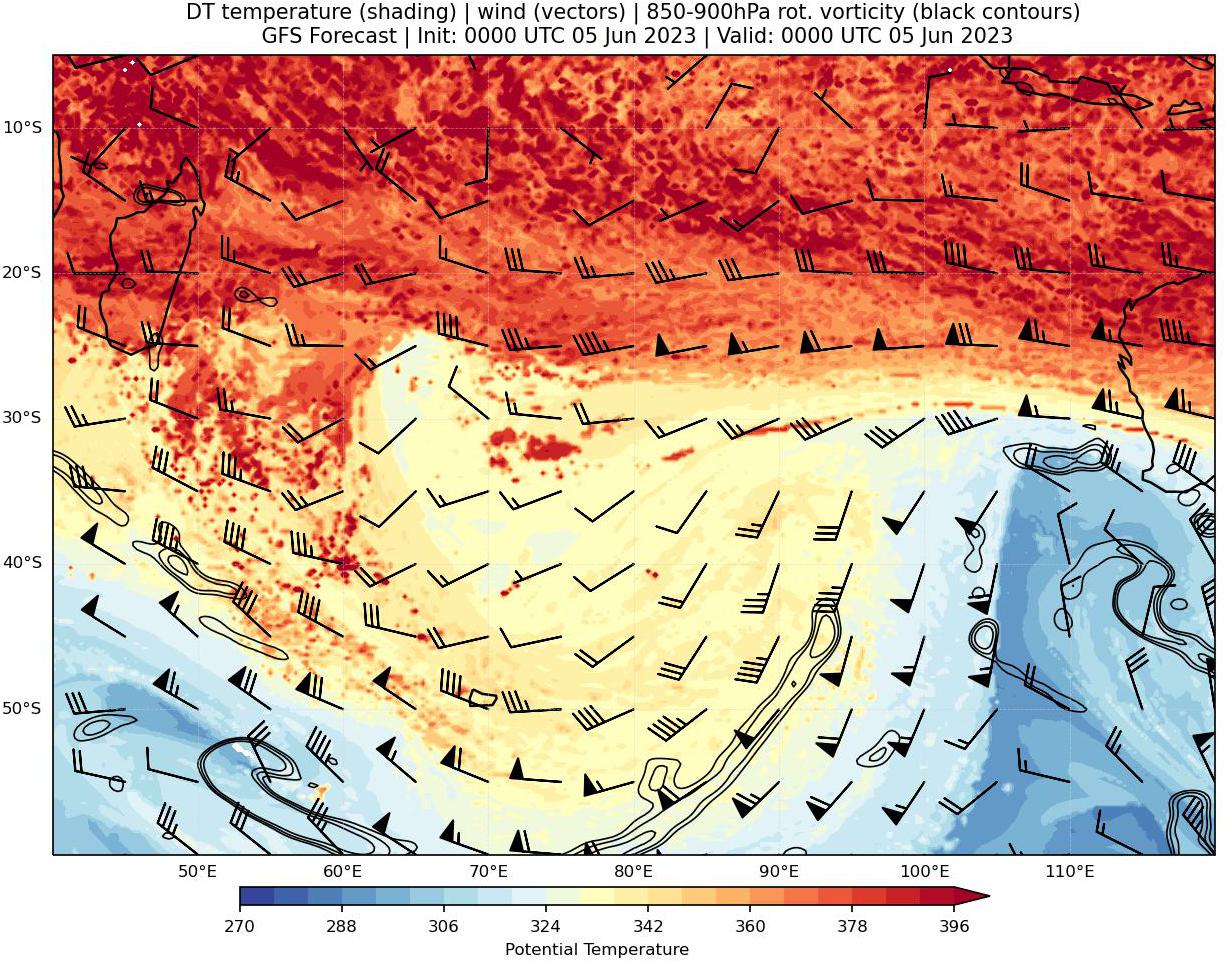 DT temperature (shading) | wind (vectors) | 850-900hPa rot. vorticity (black contours)
GFS Forecast | Init: 0000 UTC 05 Jun 2023 | Valid: 0000 UTC 05 Jun 2023
10°S
20°S
30°S
40°S
50°S
50°E 60°E 70°E 80°E 90°E 100°E 110°E
270 288 306 324 342 360 378 396
Potential Temperature